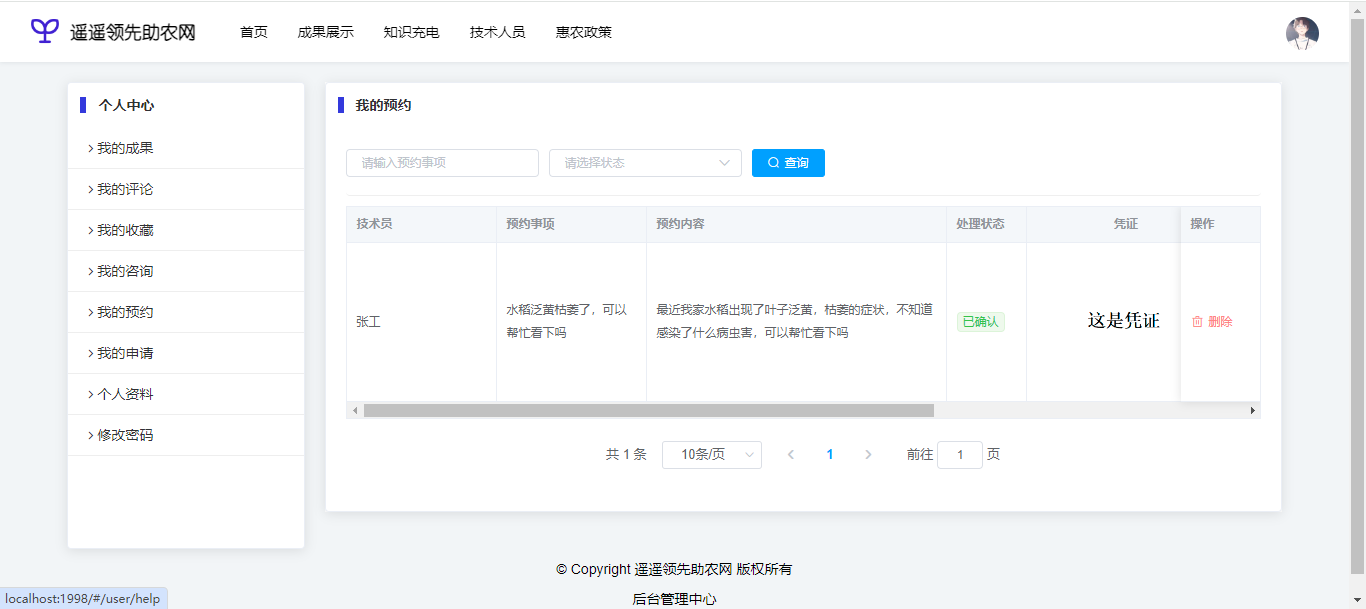 遥遥领先助农网 首页 成果展示 知识充电 技术人员 惠农政策
个人中心
我的成果
我的评论
我的收藏
我的咨询
我的预约
我的申请
个人资料
修改密码
我的预约
请输入预约事项 请选择状态 查询
技术员 预约事项 预约内容 处理状态 凭证 操作
张工
水稻泛黄枯萎了，可以
帮忙看下吗
最近我家水稻出现了叶子泛黄，枯萎的症状，不知道
感染了什么病虫害，可以帮忙看下吗
已确认
这是凭证
删除
共 1 条 10条/页 1 前往 1 页
© Copyright 遥遥领先助农网 版权所有
后台管理中心
localhost:1998/#/user/help